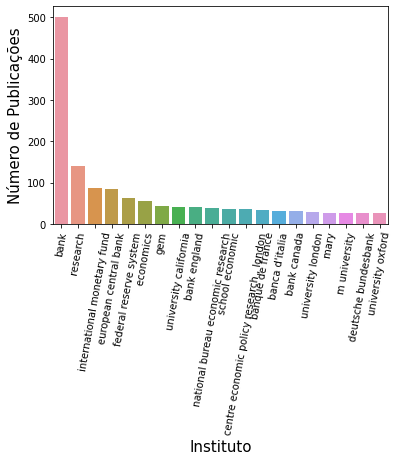 Número de Publicações
500
400
300
200
100
0
bank
research
international monetary fund
european central bank
federal reserve system
economics
gem
university california
bank england
national bureau economic research
school economic
centre economic policy research, london
banque de france
banca d'italia
bank canada
university london
mary
m university
deutsche bundesbank
university oxford
Instituto